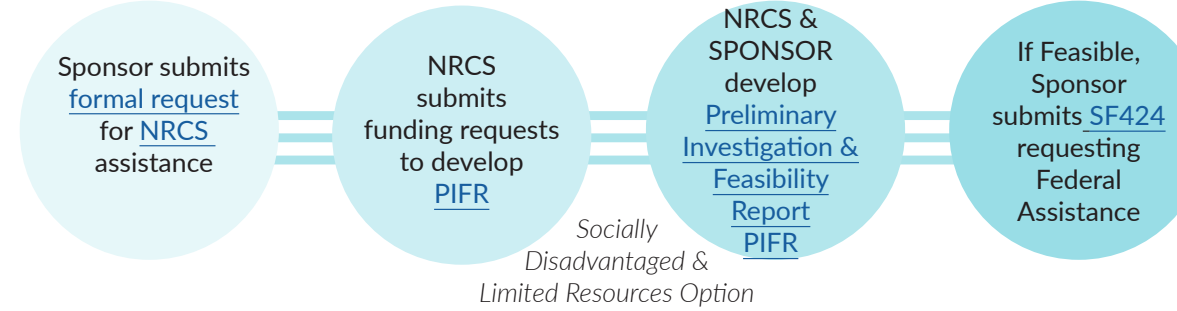 Sponsor submits
formal request
for NRCS
assistance
NRCS
submits
funding requests
to develop
PIFR
NRCS &
SPONSOR
develop
Preliminary
Investigation &
Feasibility
Report
PIFR
Socially
Disadvantaged &
Limited Resources Option
If Feasible,
Sponsor
submits SF424
requesting
Federal
Assistance